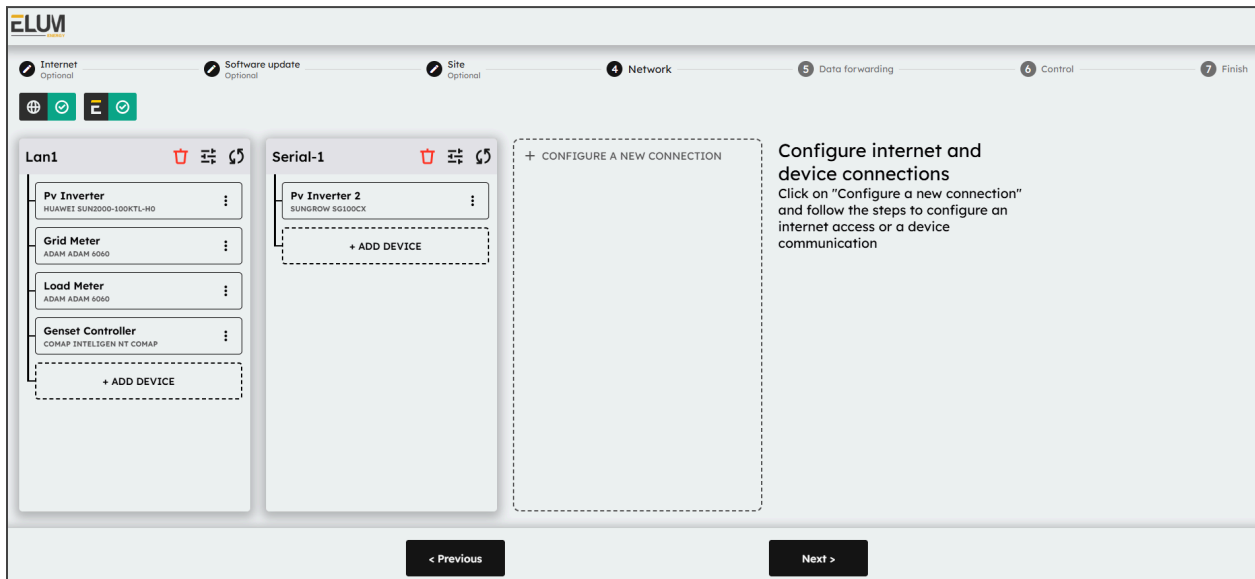 ELUM
ENERGY
Internet
Optional
Software update
Optional
Site
Optional
4 Network
5 Data forwarding
6 Control
7 Finish
E
Lan1
Pv Inverter
HUAWEI SUN2000-100KTL-H0
Grid Meter
ADAM ADAM 6060
Load Meter
ADAM ADAM 6060
Genset Controller
COMAP INTELIGEN NT COMAP
+ ADD DEVICE
Serial-1
Pv Inverter 2
SUNGROW SG100CX
+ ADD DEVICE
+ CONFIGURE A NEW CONNECTION
Configure internet and
device connections
Click on "Configure a new connection"
and follow the steps to configure an
internet access or a device
communication
< Previous
Next >